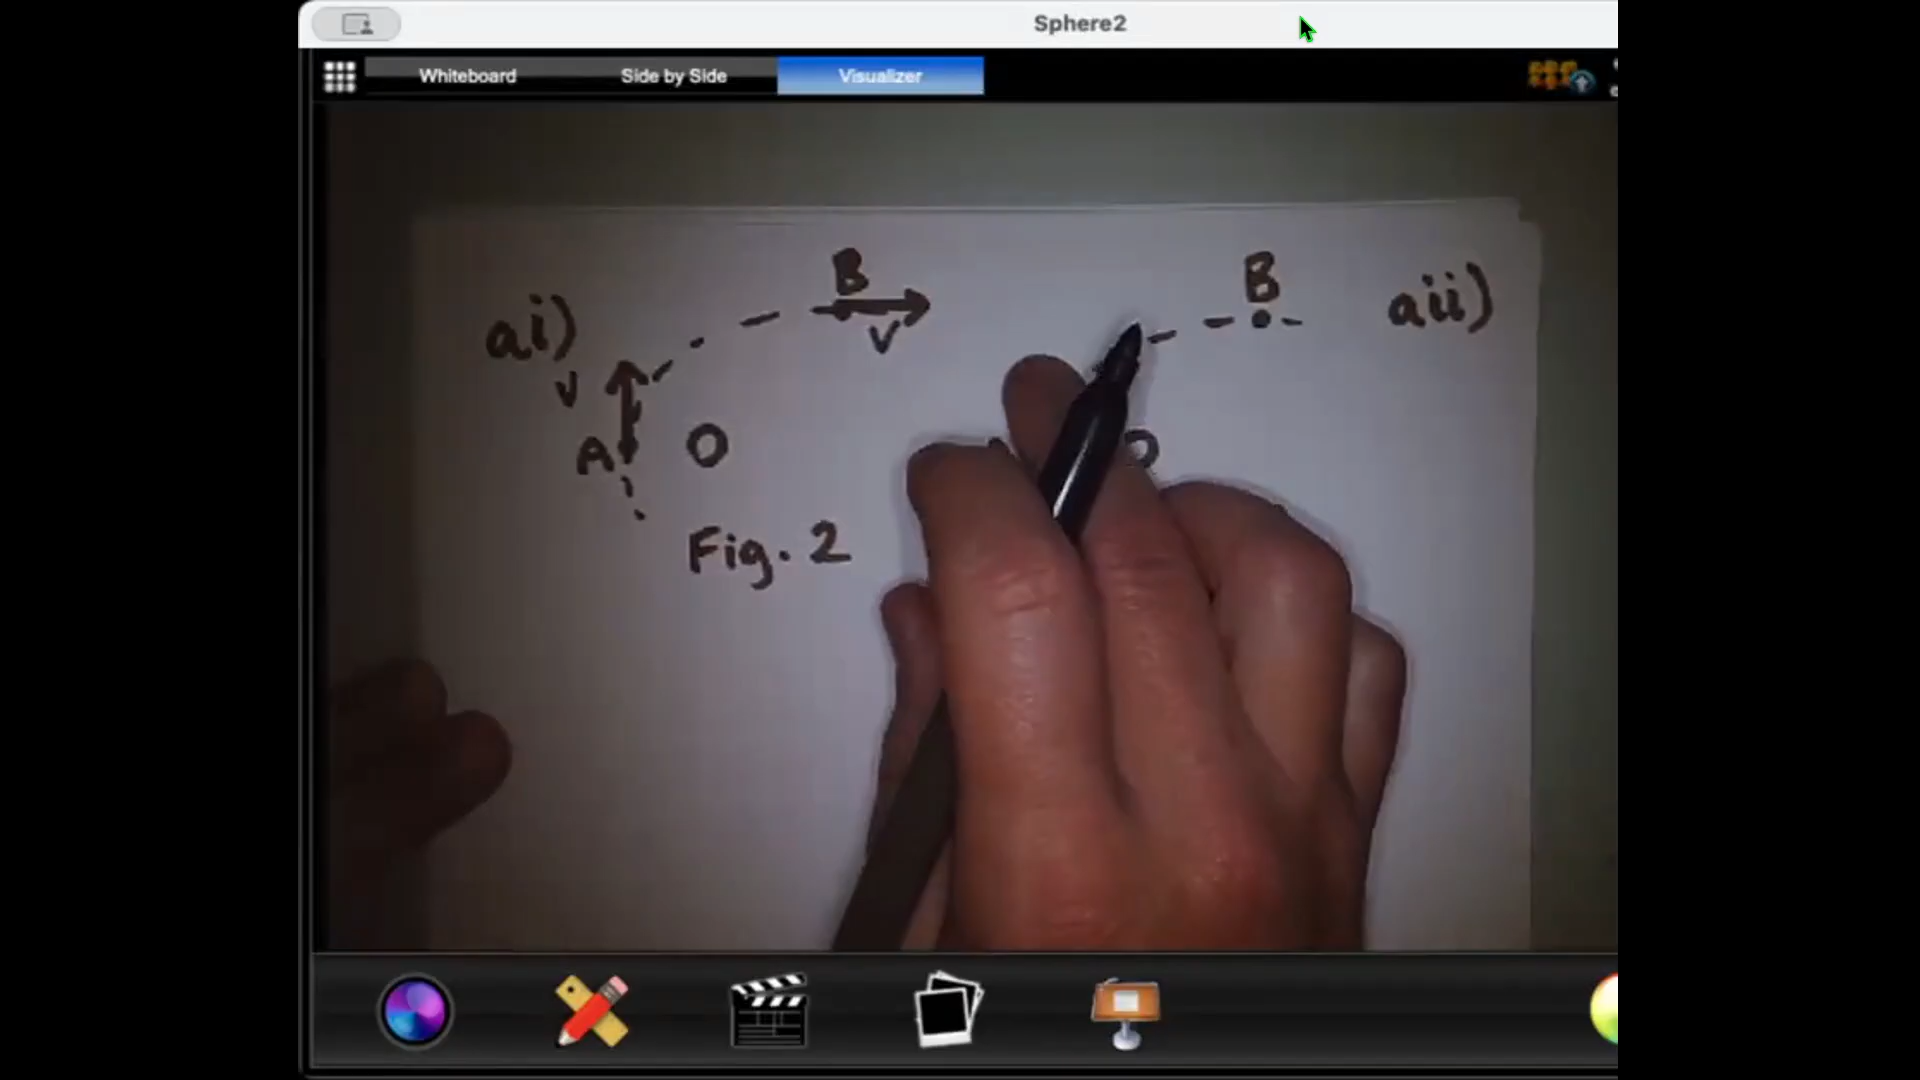 Sphere2
Whiteboard
Side by Side
Visualizer
ai)
B
V
V
A
O
Fig. 2
B
aii)